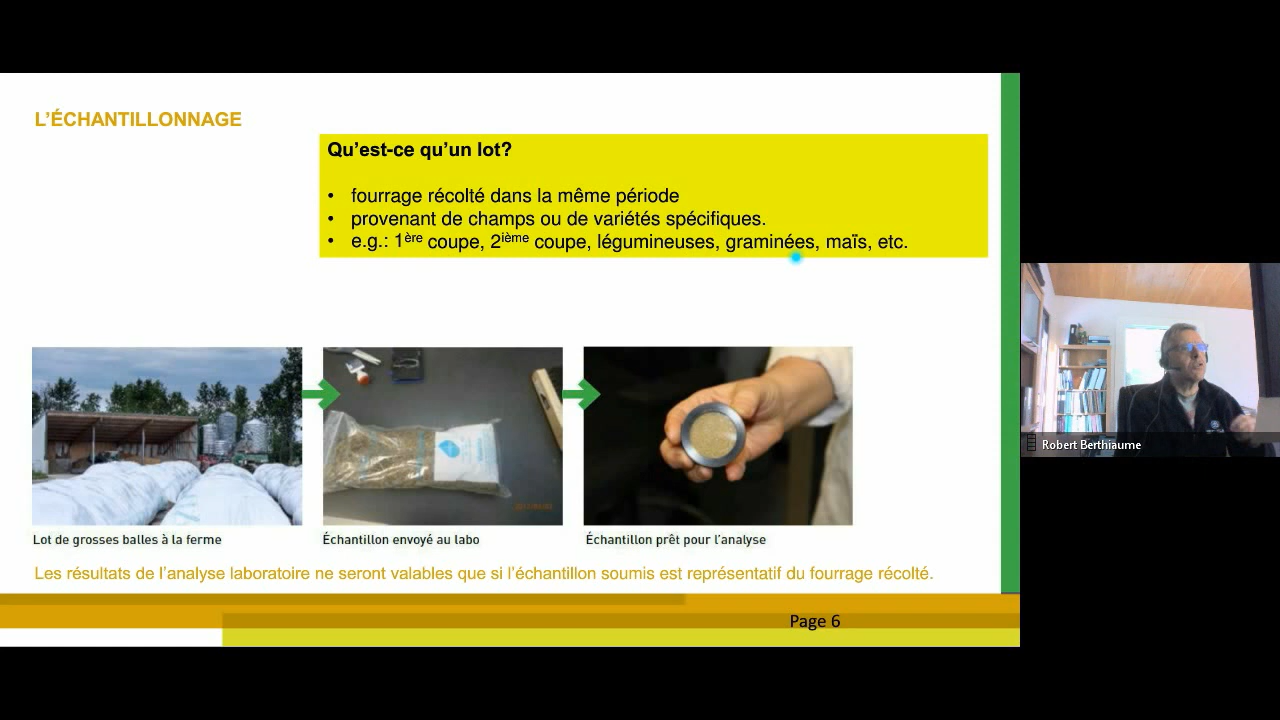 L'ÉCHANTILLONNAGE
Qu'est-ce qu'un lot?
• fourrage récolté dans la même période
• provenant de champs ou de variétés spécifiques.
• e.g.: 1ère coupe, 2ième coupe, légumineuses, graminées, maïs, etc.
Lot de grosses balles à la ferme
Échantillon envoyé au labo
Échantillon prêt pour l'analyse
Les résultats de l'analyse laboratoire ne seront valables que si l'échantillon soumis est représentatif du fourrage récolté.
Page 6
Robert Berthiaume